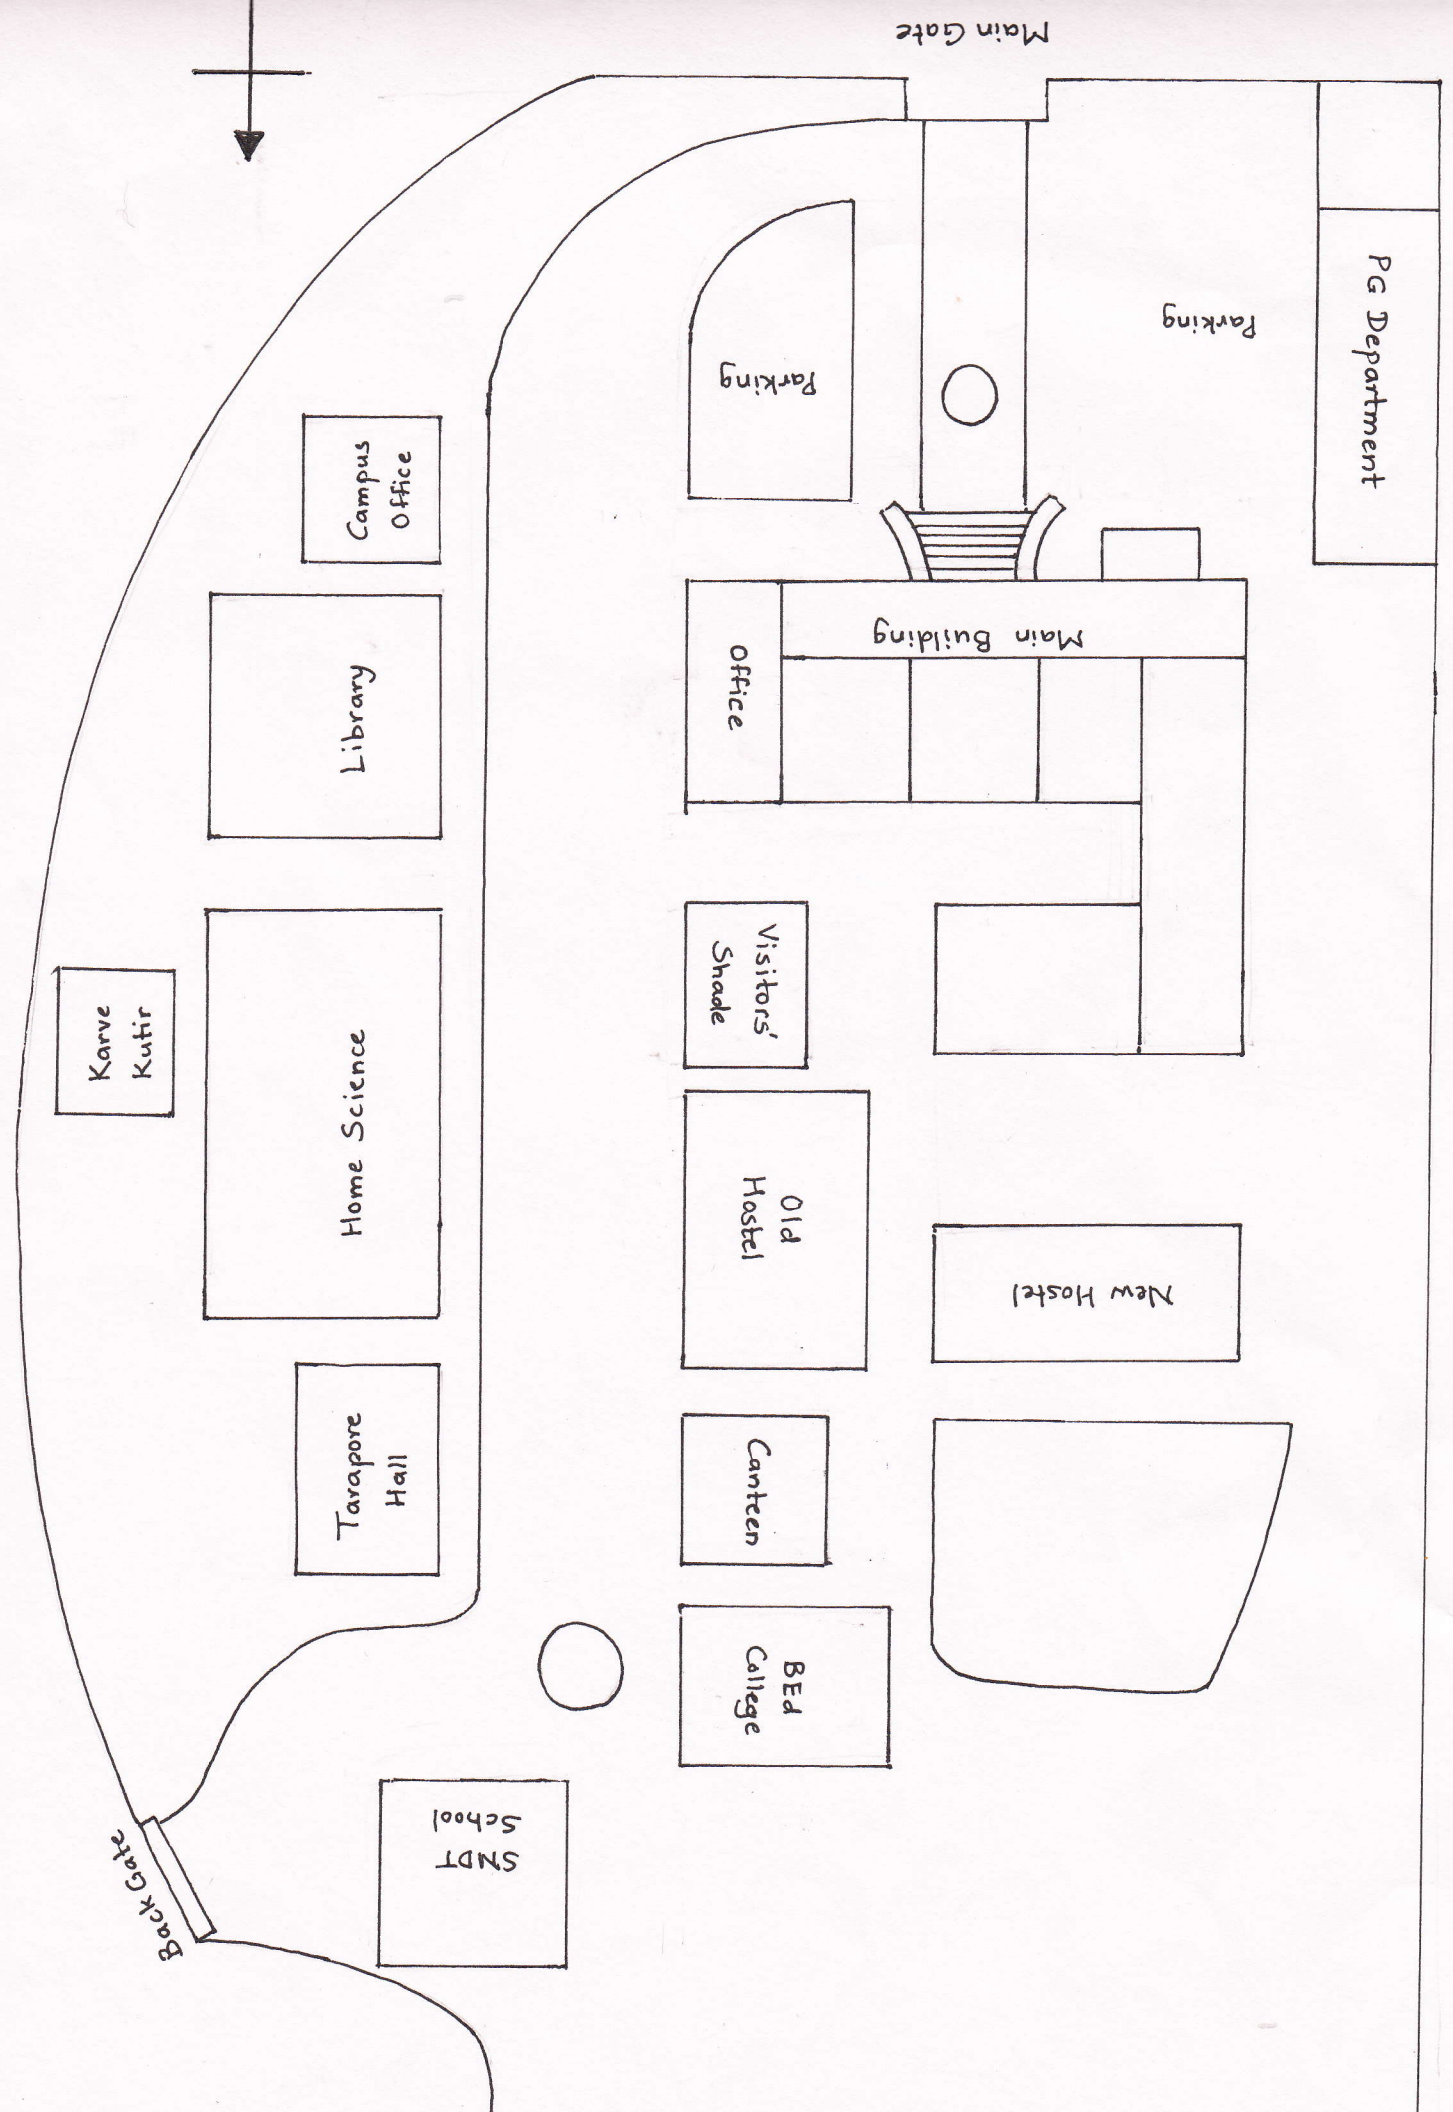 Main Gate
PG Department
Parking
Parking
Campus
Office
Main Building
Office
Library
Visitors'
Shade
Karve
Kutir
Home Science
Old
Hostel
New Hostel
Tarapore
Hall
Canteen
BEd
College
SNDT
School
Back Gate